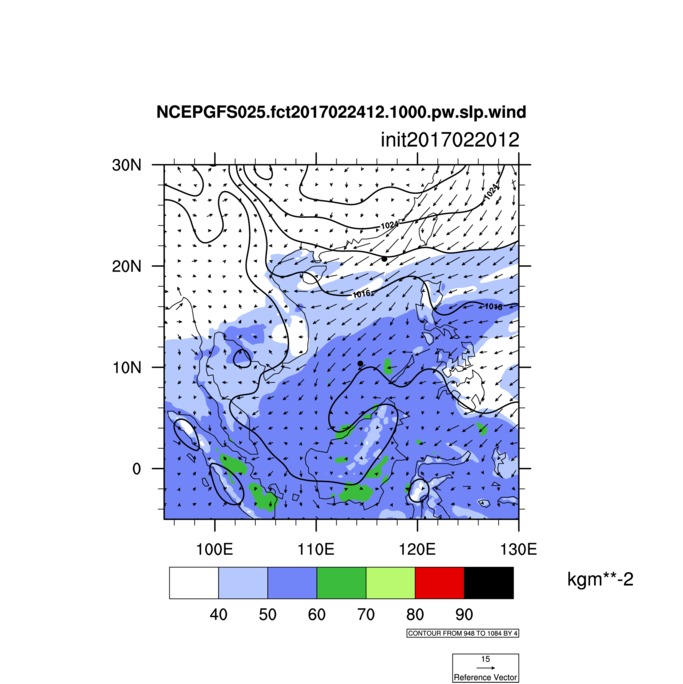 NCEPGFS025.fct2017022412.1000.pw.slp.wind
init2017022012
30N
1024
1024
20N
1016
1016
10N
0
100E
110E
120E
130E
kgm**-2
40
50
60
70
80
90
CONTOUR FROM 948 TO 1084 BY 4
15
Reference Vector